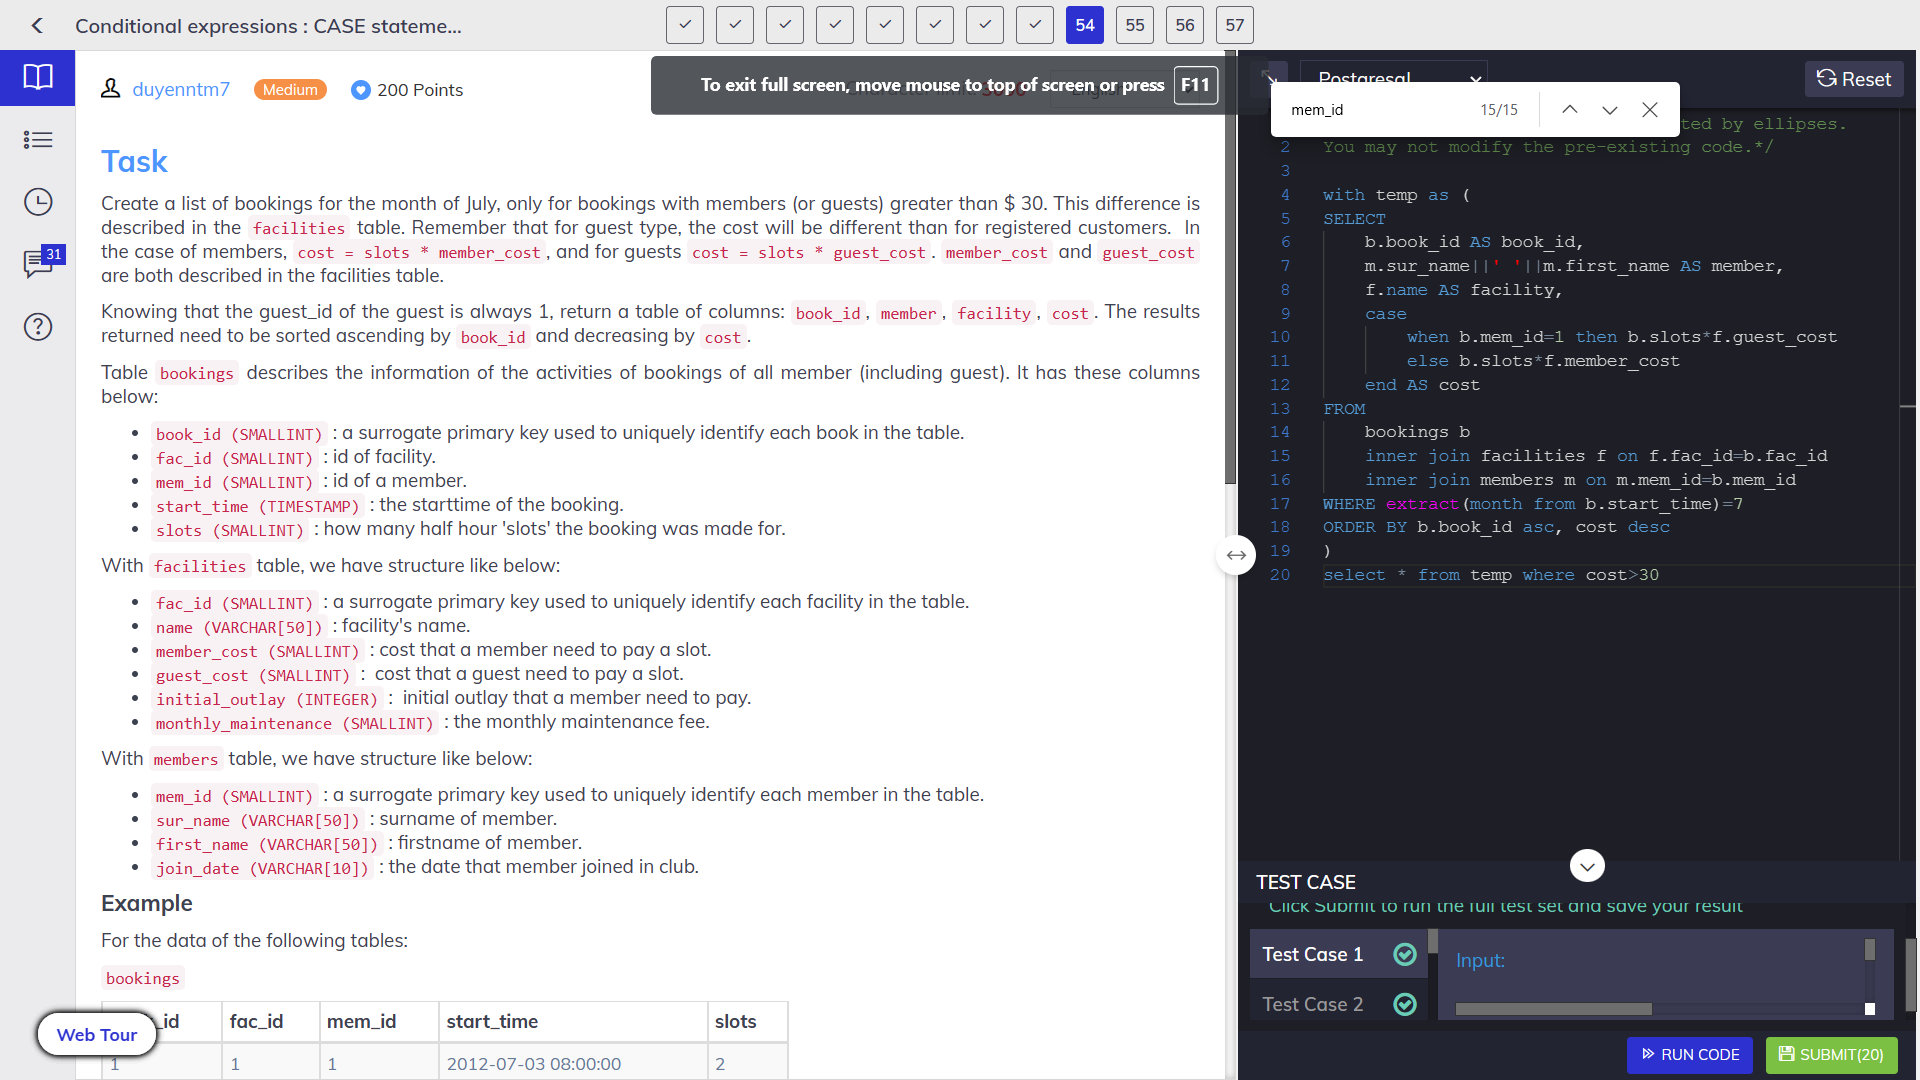 Conditional expressions : CASE stateme...
54
55
56
57
duyenntm7
Medium
200 Points
To exit full screen, move mouse to top of screen or press F11
Task
Create a list of bookings for the month of July, only for bookings with members (or guests) greater than $ 30. This difference is
described in the facilities table. Remember that for guest type, the cost will be different than for registered customers. In
the case of members, cost = slots * member_cost, and for guests cost = slots * guest_cost. member_cost and guest_cost
are both described in the facilities table.
Knowing that the guest_id of the guest is always 1, return a table of columns: book_id, member, facility, cost. The results
returned need to be sorted ascending by book_id and decreasing by cost.
Table bookings describes the information of the activities of bookings of all member (including guest). It has these columns
below:
• book_id (SMALLINT) : a surrogate primary key used to uniquely identify each book in the table.
• fac_id (SMALLINT) : id of facility.
• mem_id (SMALLINT) : id of a member.
• start_time (TIMESTAMP) : the starttime of the booking.
• slots (SMALLINT) : how many half hour 'slots' the booking was made for.
With facilities table, we have structure like below:
• fac_id (SMALLINT) : a surrogate primary key used to uniquely identify each facility in the table.
• name (VARCHAR[50]) : facility's name.
• member_cost (SMALLINT) : cost that a member need to pay a slot.
• guest_cost (SMALLINT) : cost that a guest need to pay a slot.
• initial_outlay (INTEGER) : initial outlay that a member need to pay.
• monthly_maintenance (SMALLINT) : the monthly maintenance fee.
With members table, we have structure like below:
• mem_id (SMALLINT) : a surrogate primary key used to uniquely identify each member in the table.
• sur_name (VARCHAR[50]) : surname of member.
• first_name (VARCHAR[50]) : firstname of member.
• join_date (VARCHAR[10]) : the date that member joined in club.
Example
For the data of the following tables:
bookings
_id fac_id mem_id start_time slots
1 1 1 2012-07-03 08:00:00 2
31
Web Tour
Postgresql
Reset
mem_id 15/15
ted by ellipses.
2 You may not modify the pre-existing code.*/
3
4 with temp as (
5 SELECT
6 b.book_id AS book_id,
7 m.sur_name||' '||m.first_name AS member,
8 f.name AS facility,
9 case
10 when b.mem_id=1 then b.slots*f.guest_cost
11 else b.slots*f.member_cost
12 end AS cost
13 FROM
14 bookings b
15 inner join facilities f on f.fac_id=b.fac_id
16 inner join members m on m.mem_id=b.mem_id
17 WHERE extract(month from b.start_time)=7
18 ORDER BY b.book_id asc, cost desc
19 )
20 select * from temp where cost>30
TEST CASE
Click Submit to run the full test set and save your result
Test Case 1
Input:
Test Case 2
RUN CODE
SUBMIT(20)